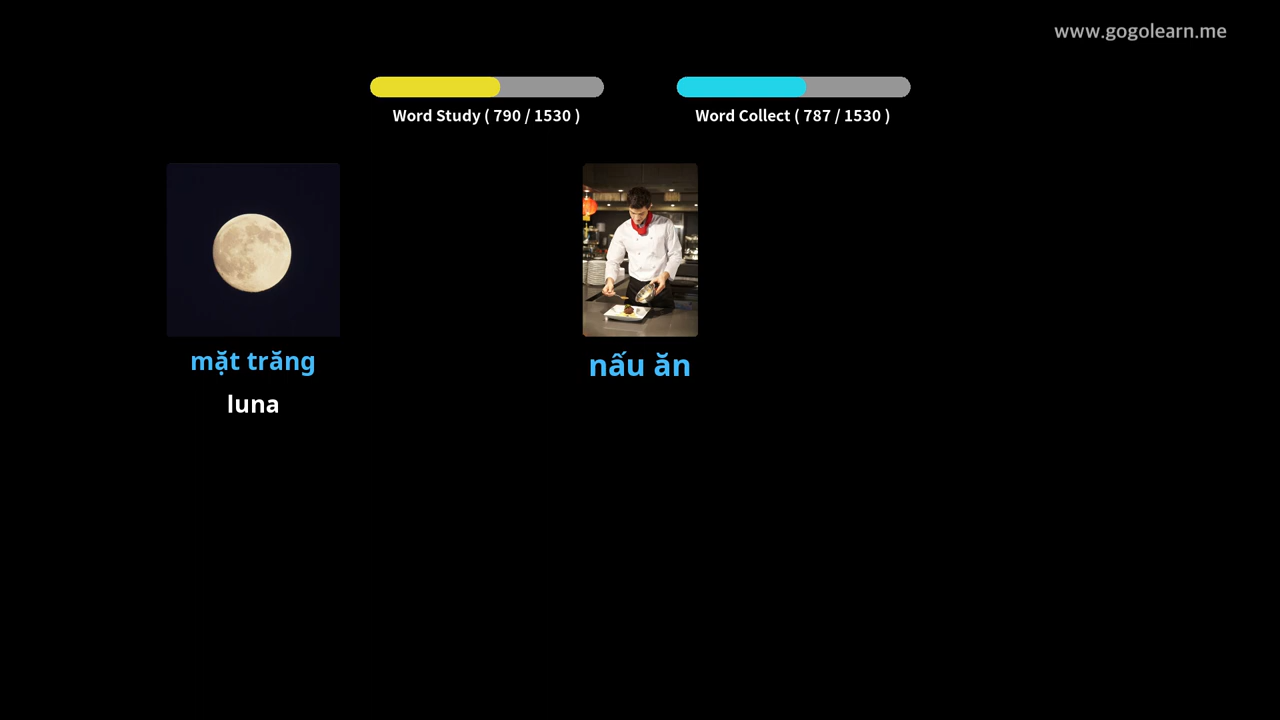 www.gogolearn.me
Word Study ( 790 / 1530 )
Word Collect ( 787 / 1530 )
mặt trăng
luna
nấu ăn